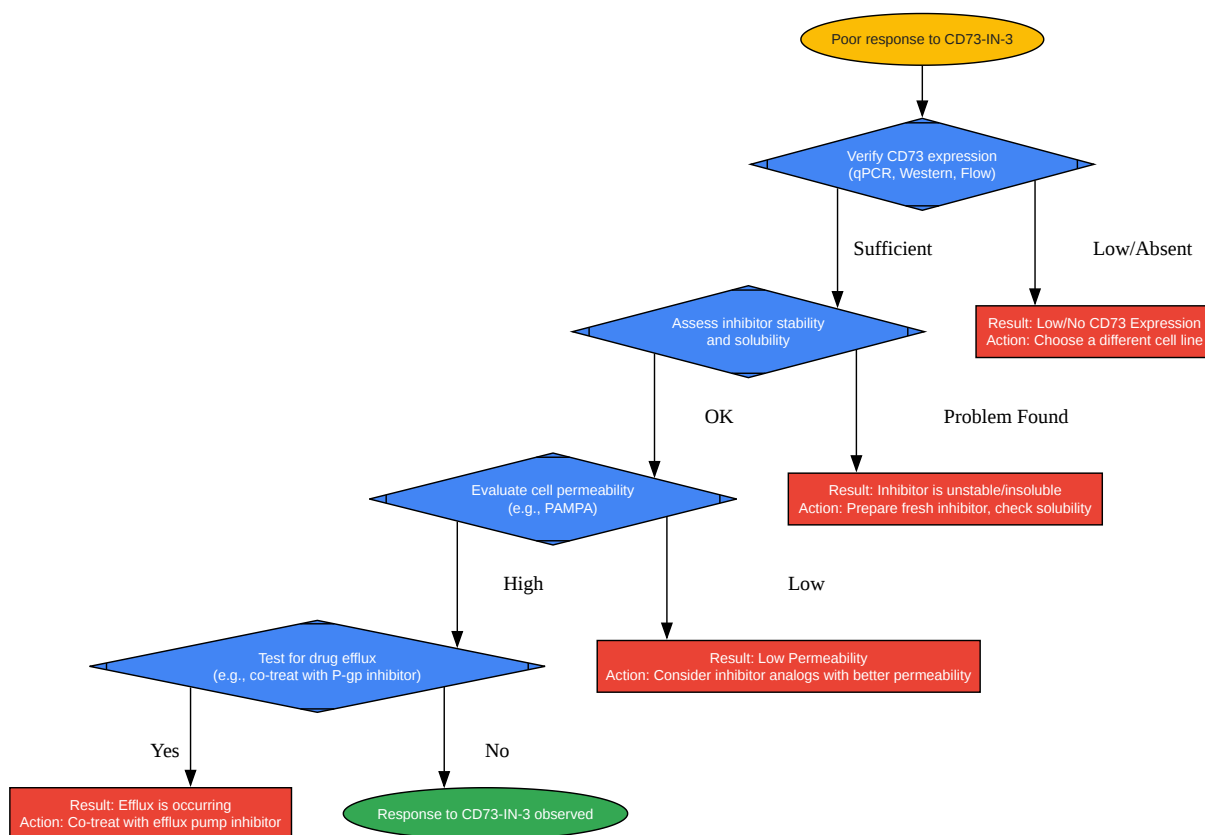 Poor response to CD73-IN-3
Verify CD73 expression
(qPCR, Western, Flow)
Sufficient
Low/Absent
Assess inhibitor stability
and solubility
Result: Low/No CD73 Expression
Action: Choose a different cell line
OK
Problem Found
Evaluate cell permeability
(e.g., PAMPA)
Result: Inhibitor is unstable/insoluble
Action: Prepare fresh inhibitor, check solubility
High
Low
Test for drug efflux
(e.g., co-treat with P-gp inhibitor)
Result: Low Permeability
Action: Consider inhibitor analogs with better permeability
Yes
No
Result: Efflux is occurring
Action: Co-treat with efflux pump inhibitor
Response to CD73-IN-3 observed